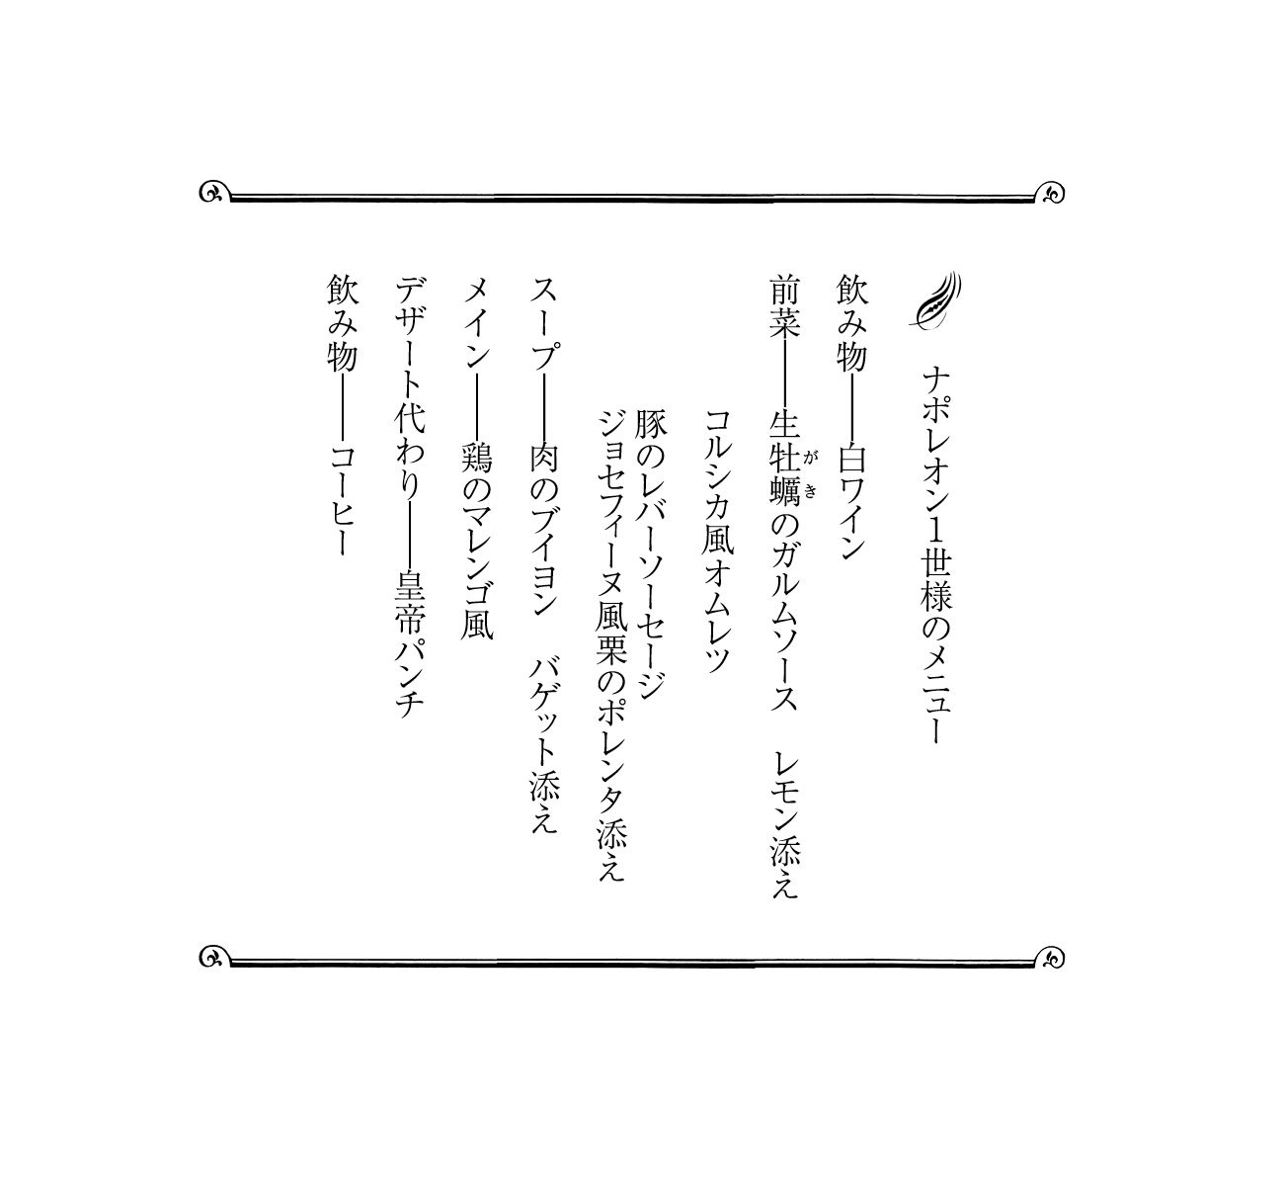 ナポレオン1世様のメニュー
飲み物――白ワイン
前菜――生牡蠣のガルムソース　レモン添え
がき
コルシカ風オムレツ
豚のレバーソーセージ
ジョセフィーヌ風栗のポレンタ添え
スープ――肉のブイヨン　バゲット添え
メイン――鶏のマレンゴ風
デザート代わり――皇帝パンチ
飲み物――コーヒー